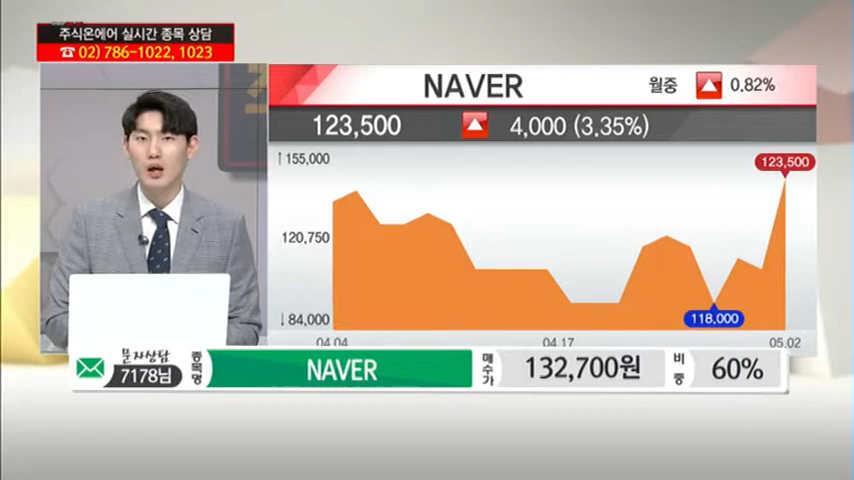 주식온에어 실시간 종목 상담
☎ 02) 786-1022, 1023
NAVER
월중 ▲ 0.82%
123,500 ▲ 4,000 (3.35%)
↑155,000
123,500
120,750
118,000
↓84,000
04.04 04.17 05.02
문자상담
7178님
종목명
NAVER
매수가
132,700원
비중
60%